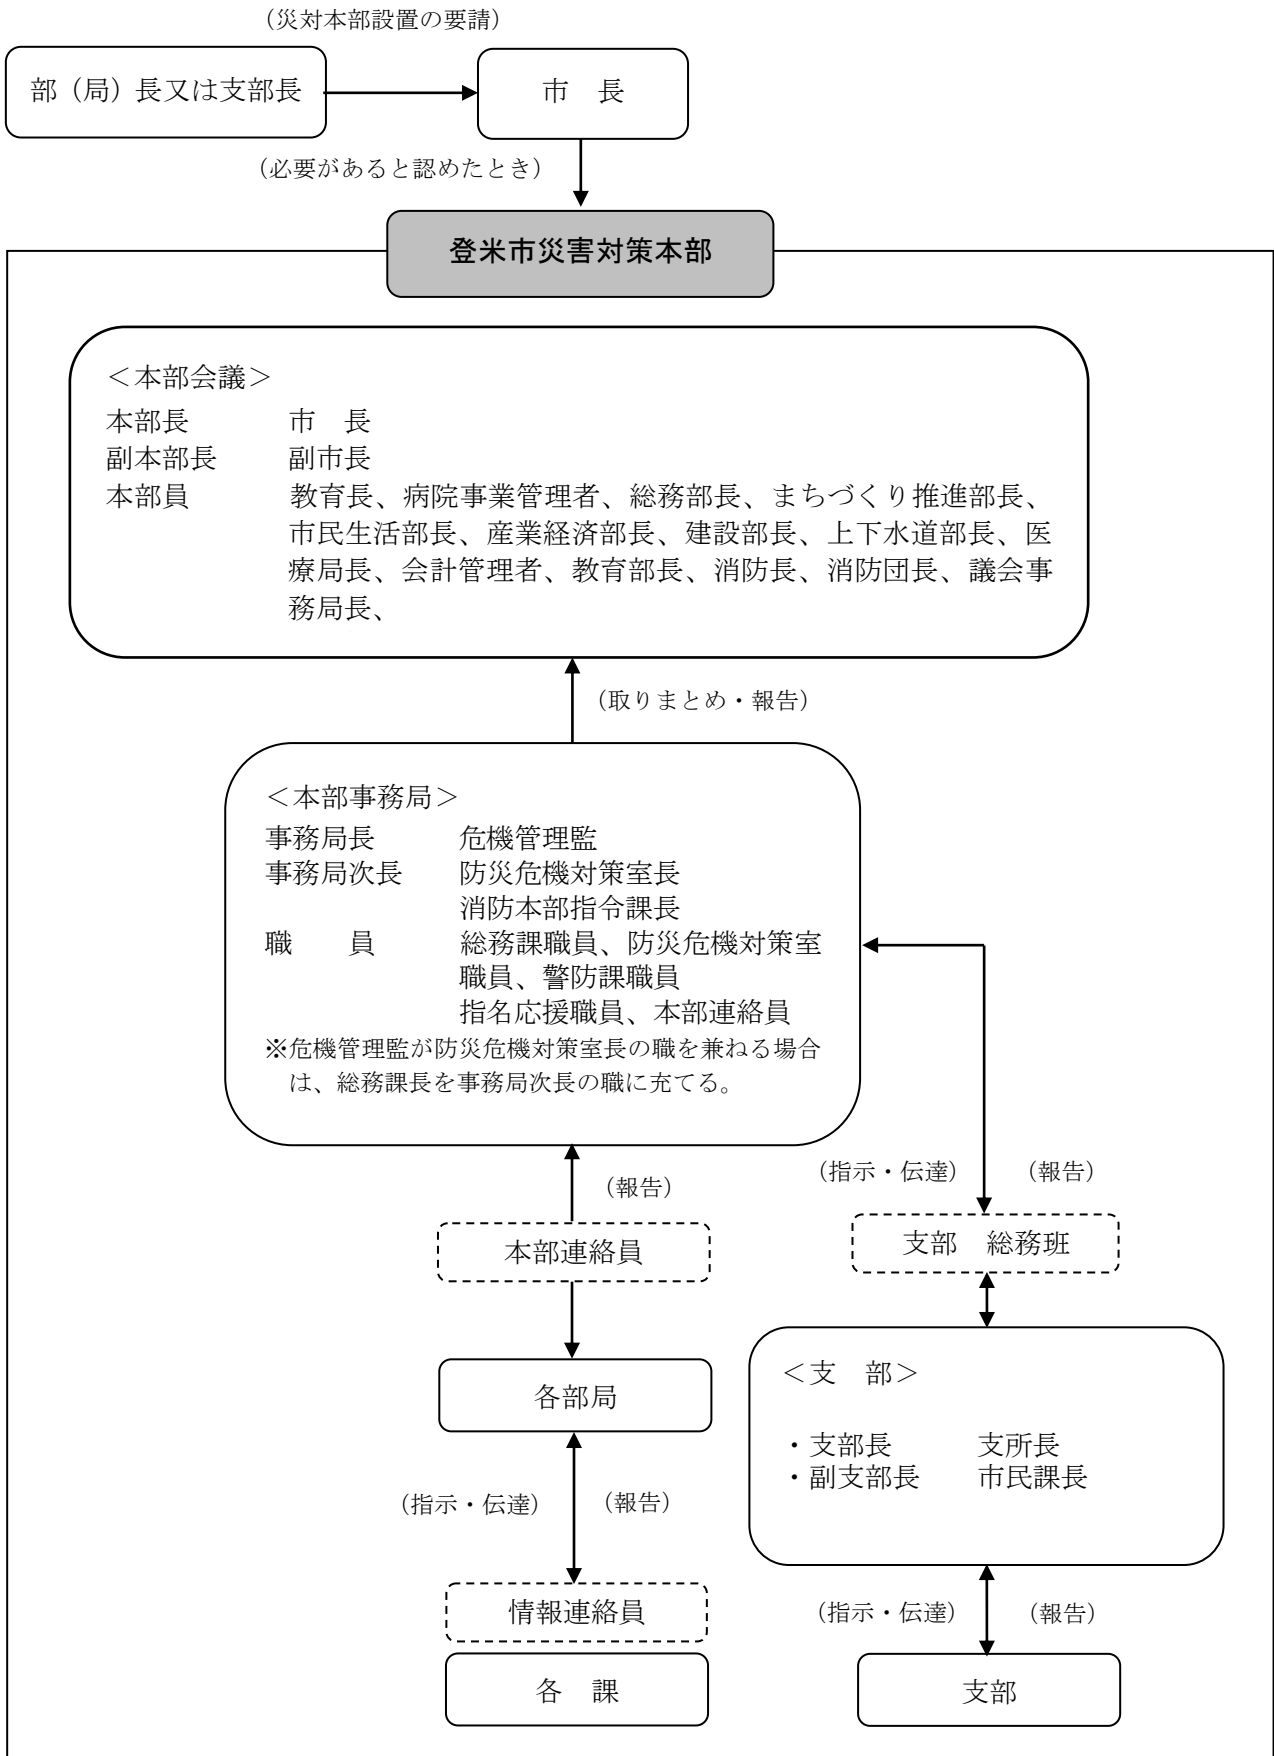 （災対本部設置の要請）
部（局）長又は支部長
市　長
（必要があると認めたとき）
登米市災害対策本部
＜本部会議＞
本部長　市　長
副本部長　副市長
本部員　教育長、病院事業管理者、総務部長、まちづくり推進部長、
市民生活部長、産業経済部長、建設部長、上下水道部長、医
療局長、会計管理者、教育部長、消防長、消防団長、議会事
務局長、
（取りまとめ・報告）
＜本部事務局＞
事務局長　危機管理監
事務局次長　防災危機対策室長
消防本部指令課長
職　員　総務課職員、防災危機対策室
職員、警防課職員
指名応援職員、本部連絡員
※危機管理監が防災危機対策室長の職を兼ねる場合
は、総務課長を事務局次長の職に充てる。
（指示・伝達）　（報告）
（報告）
本部連絡員
支部　総務班
各部局
＜支　部＞
・支部長　支所長
・副支部長　市民課長
（指示・伝達）　（報告）
情報連絡員
（指示・伝達）　（報告）
各　課
支部